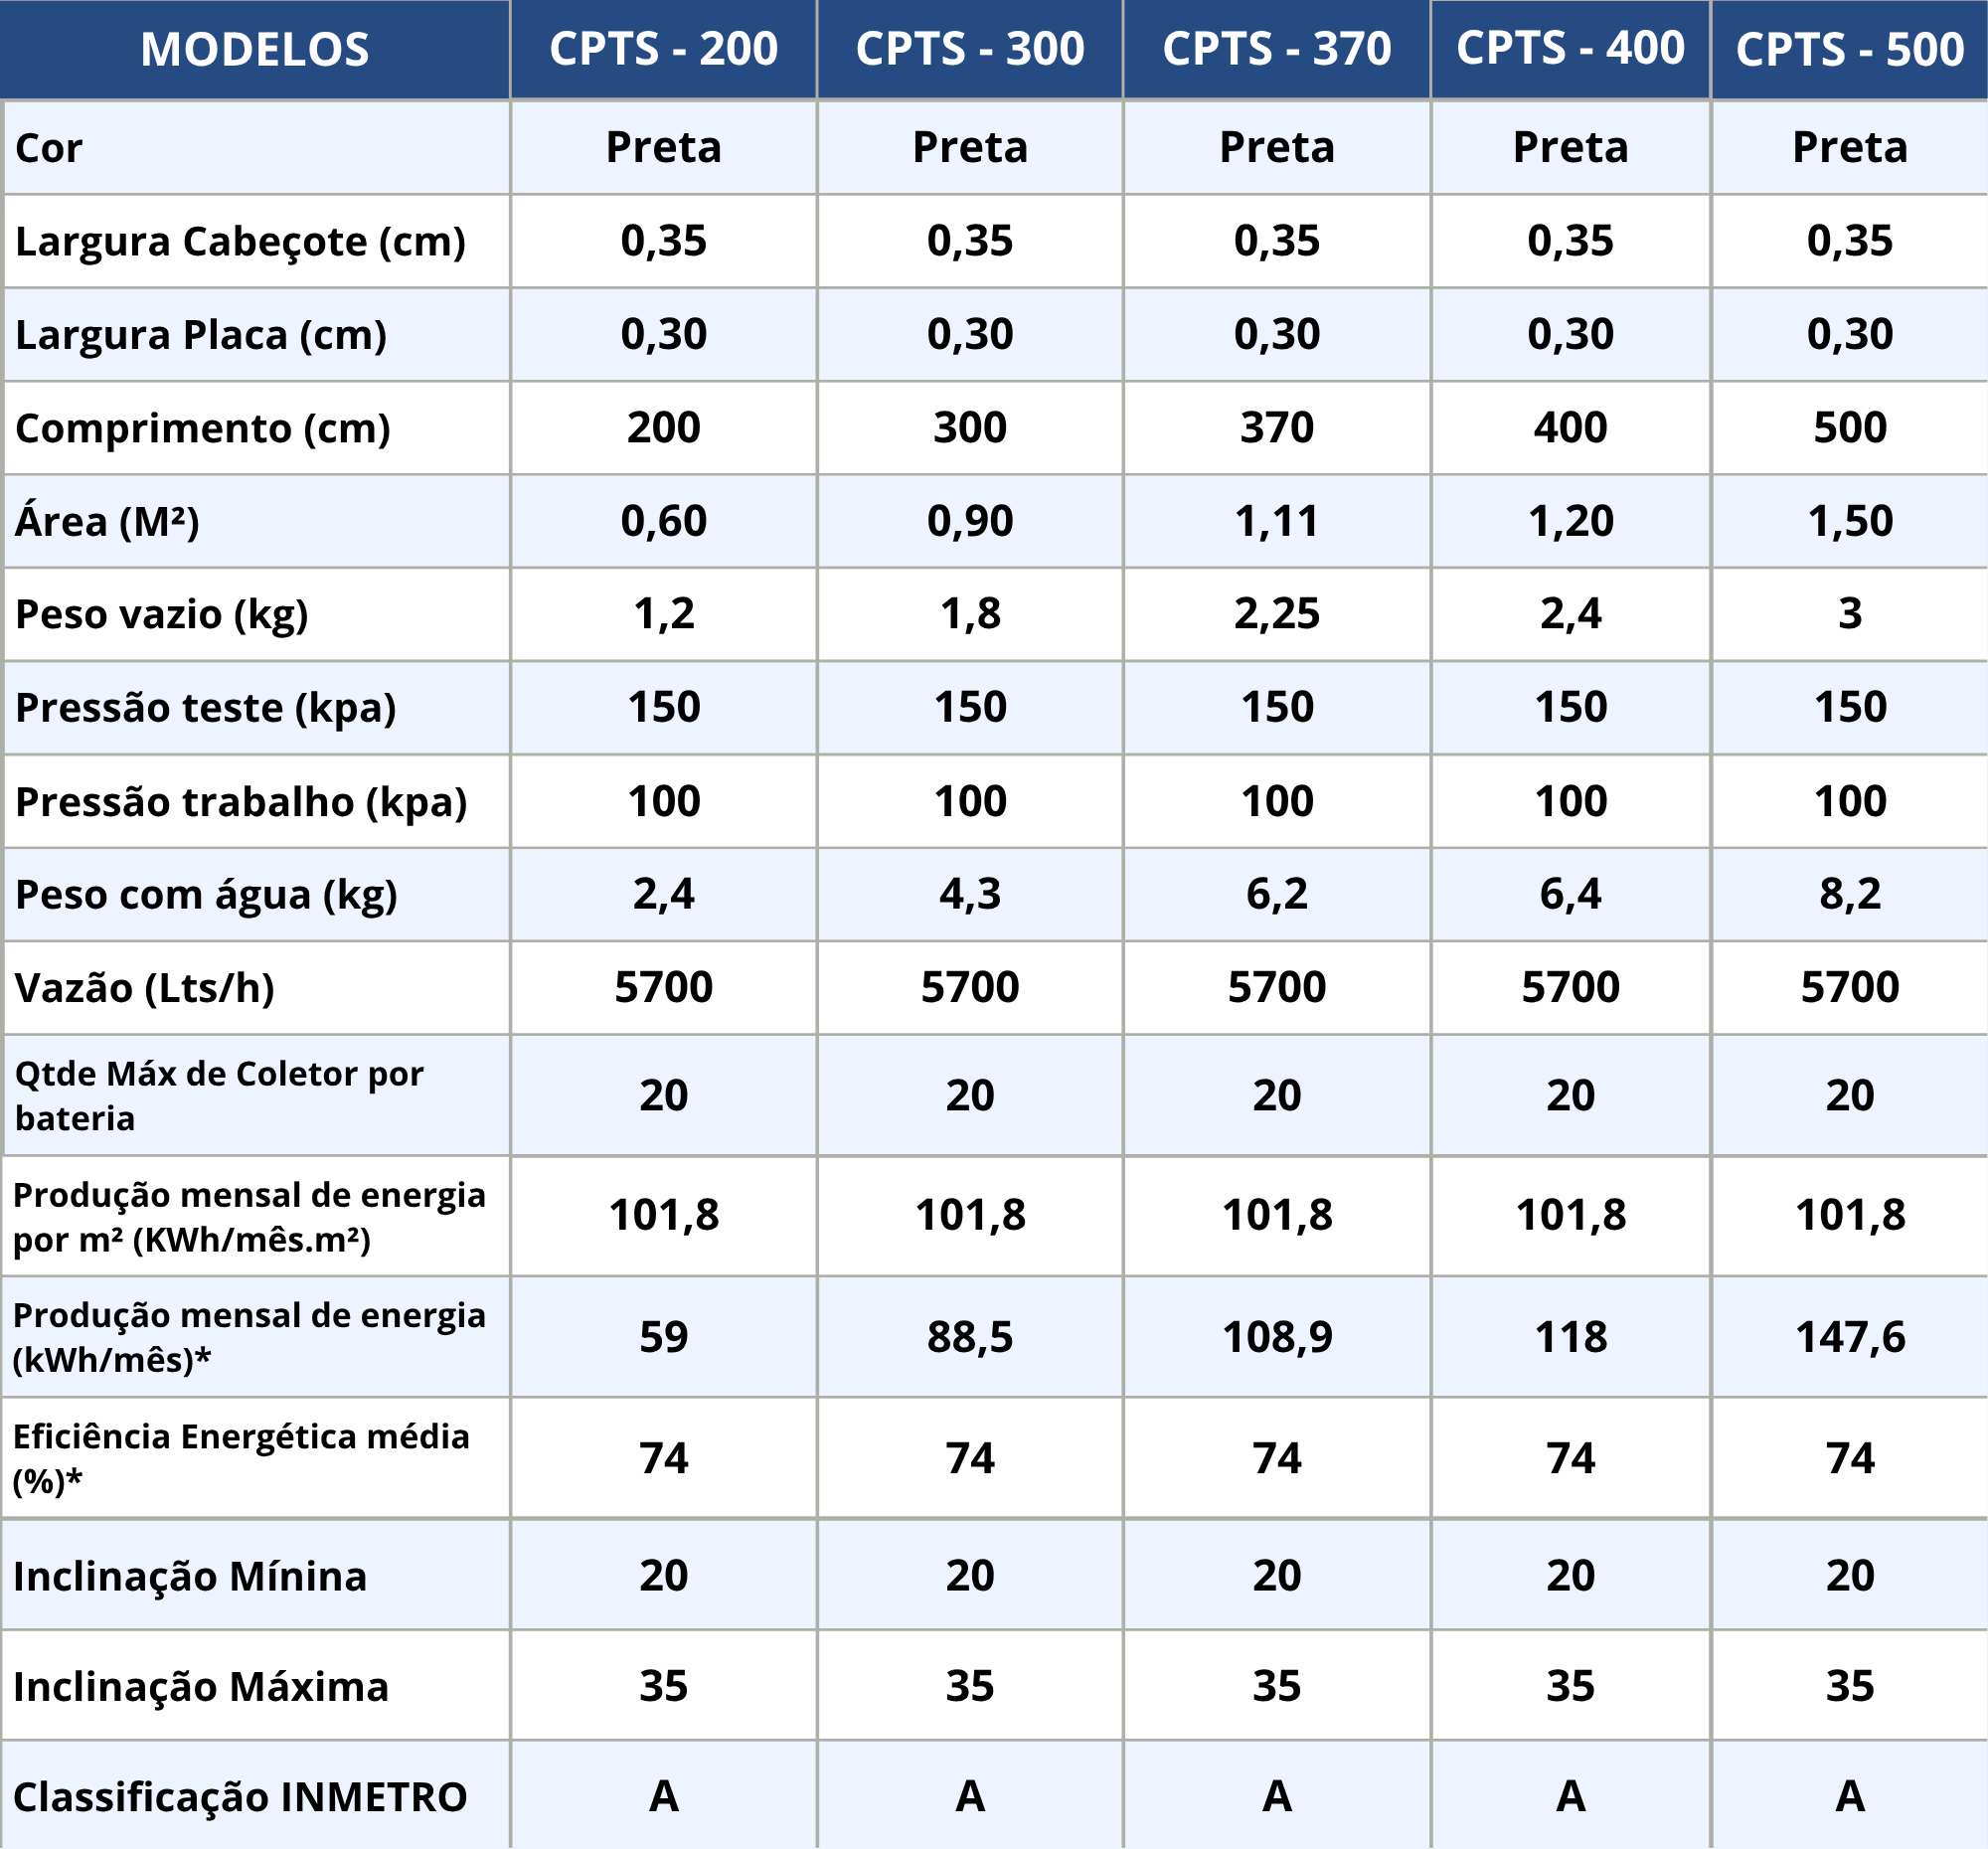 MODELOS CPTS - 200 CPTS - 300 CPTS - 370 CPTS - 400 CPTS - 500
Cor Preta Preta Preta Preta Preta
Largura Cabeçote (cm) 0,35 0,35 0,35 0,35 0,35
Largura Placa (cm) 0,30 0,30 0,30 0,30 0,30
Comprimento (cm) 200 300 370 400 500
Área (M²) 0,60 0,90 1,11 1,20 1,50
Peso vazio (kg) 1,2 1,8 2,25 2,4 3
Pressão teste (kpa) 150 150 150 150 150
Pressão trabalho (kpa) 100 100 100 100 100
Peso com água (kg) 2,4 4,3 6,2 6,4 8,2
Vazão (Lts/h) 5700 5700 5700 5700 5700
Qtde Máx de Coletor por
bateria 20 20 20 20 20
Produção mensal de energia
por m² (KWh/mês.m²) 101,8 101,8 101,8 101,8 101,8
Produção mensal de energia
(kWh/mês)* 59 88,5 108,9 118 147,6
Eficiência Energética média
(%)* 74 74 74 74 74
Inclinação Mínina 20 20 20 20 20
Inclinação Máxima 35 35 35 35 35
Classificação INMETRO A A A A A